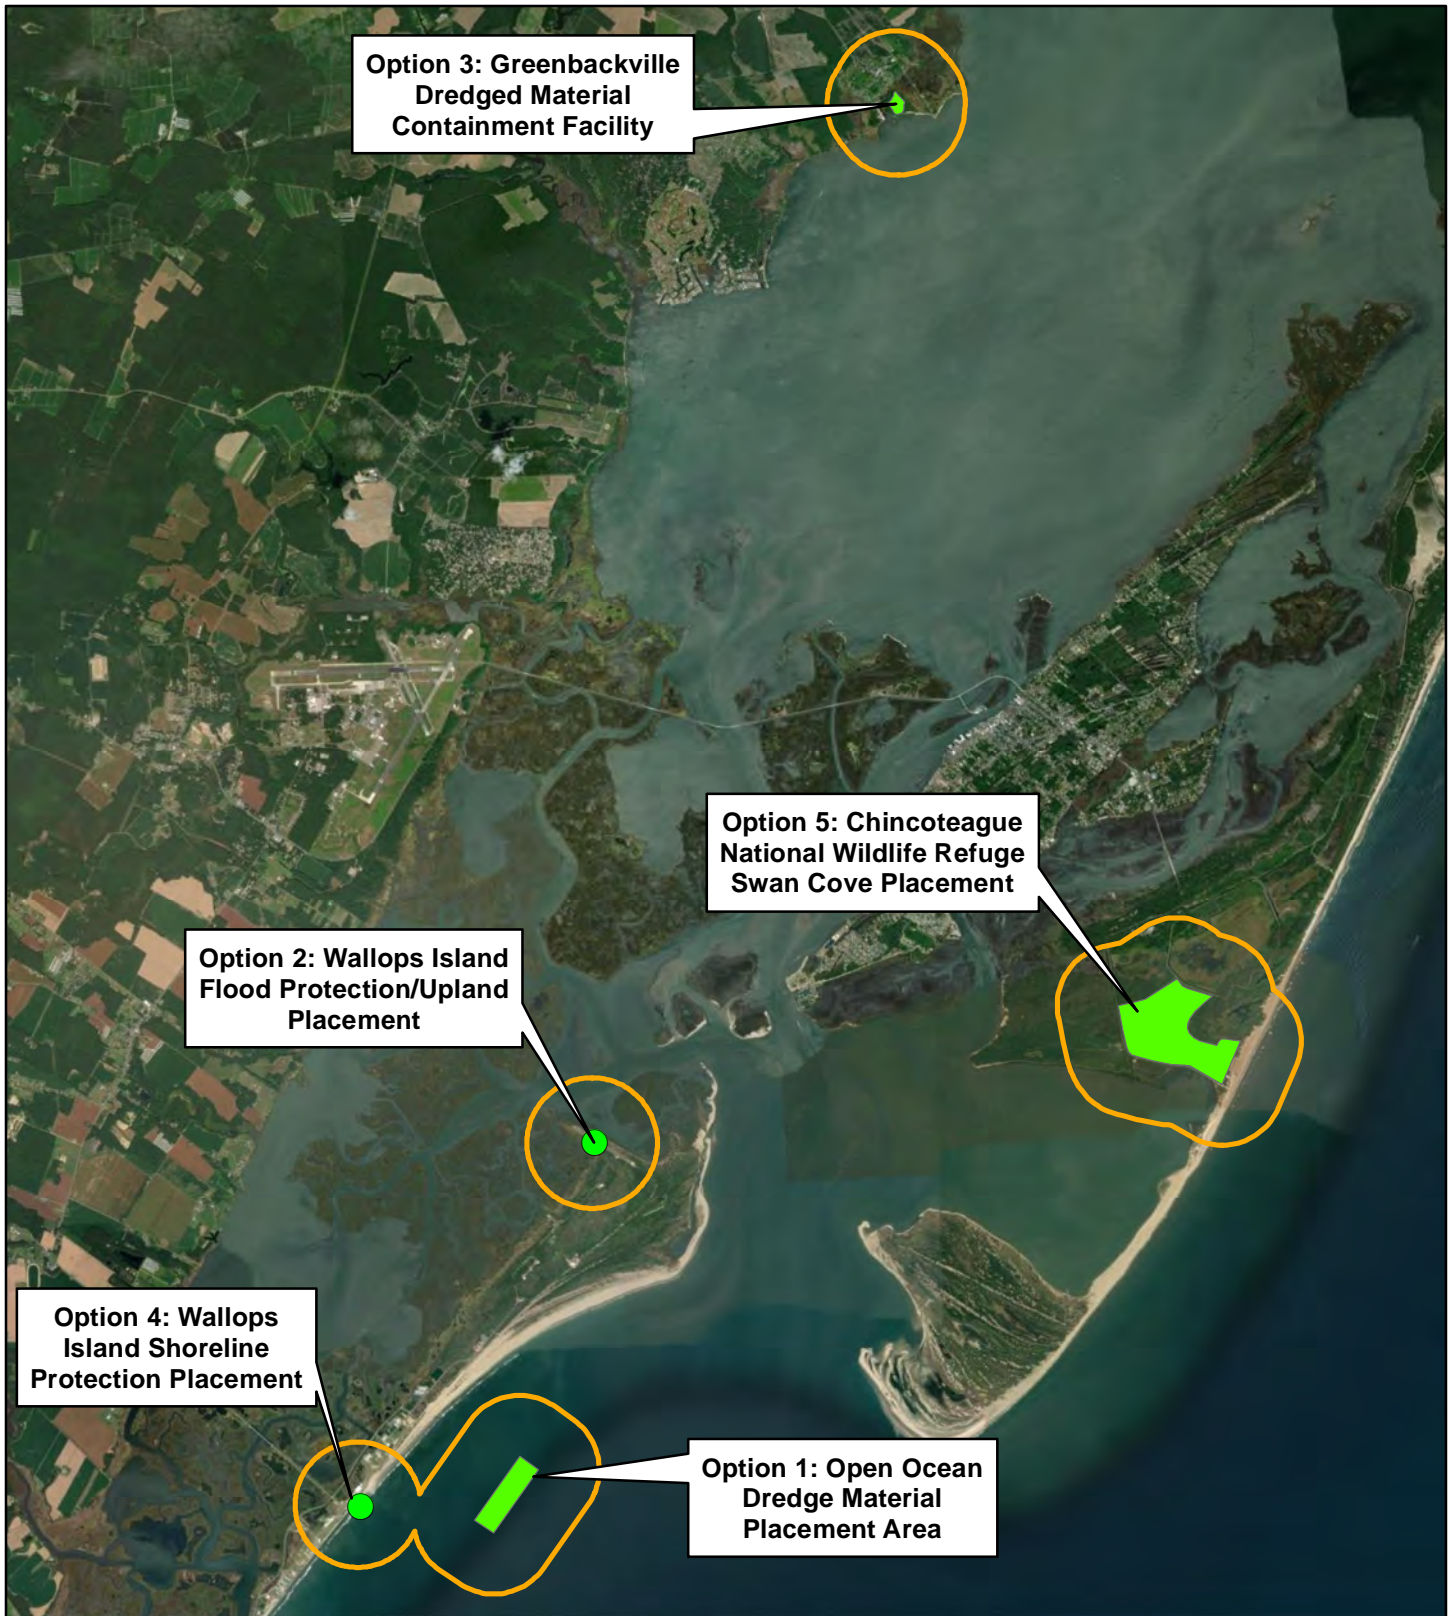 Option 3: Greenbackville
Dredged Material
Containment Facility
Option 5: Chincoteague
National Wildlife Refuge
Swan Cove Placement
Option 2: Wallops Island
Flood Protection/Upland
Placement
Option 4: Wallops
Island Shoreline
Protection Placement
Option 1: Open Ocean
Dredge Material
Placement Area